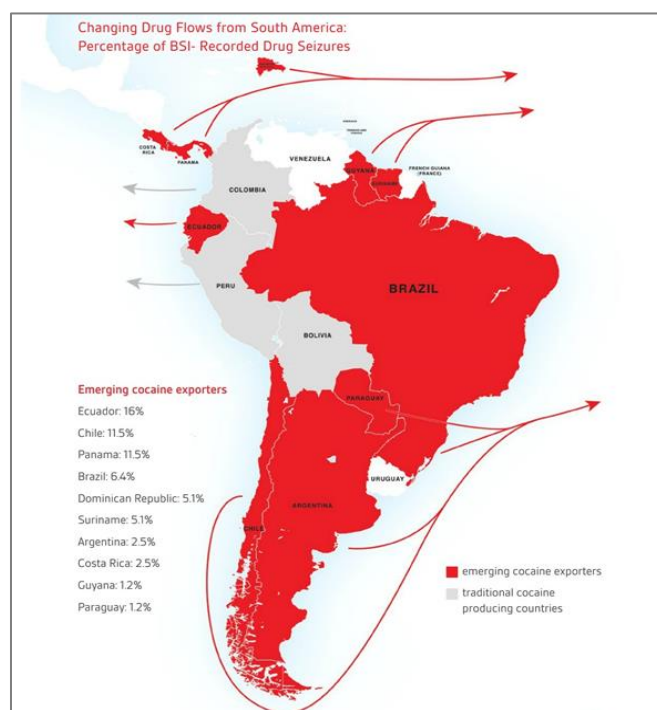 Changing Drug Flows from South America:
Percentage of BSI- Recorded Drug Seizures
COSTA
RICA
PANAMA
VENEZUELA
GUYANA
SURINAME
FRENCH GUIANA
(FRANCE)
COLOMBIA
ECUADOR
PERU
BRAZIL
BOLIVIA
PARAGUAY
URUGUAY
ARGENTINA
CHILE
Emerging cocaine exporters
Ecuador: 16%
Chile: 11.5%
Panama: 11.5%
Brazil: 6.4%
Dominican Republic: 5.1%
Suriname: 5.1%
Argentina: 2.5%
Costa Rica: 2.5%
Guyana: 1.2%
Paraguay: 1.2%
emerging cocaine exporters
traditional cocaine
producing countries